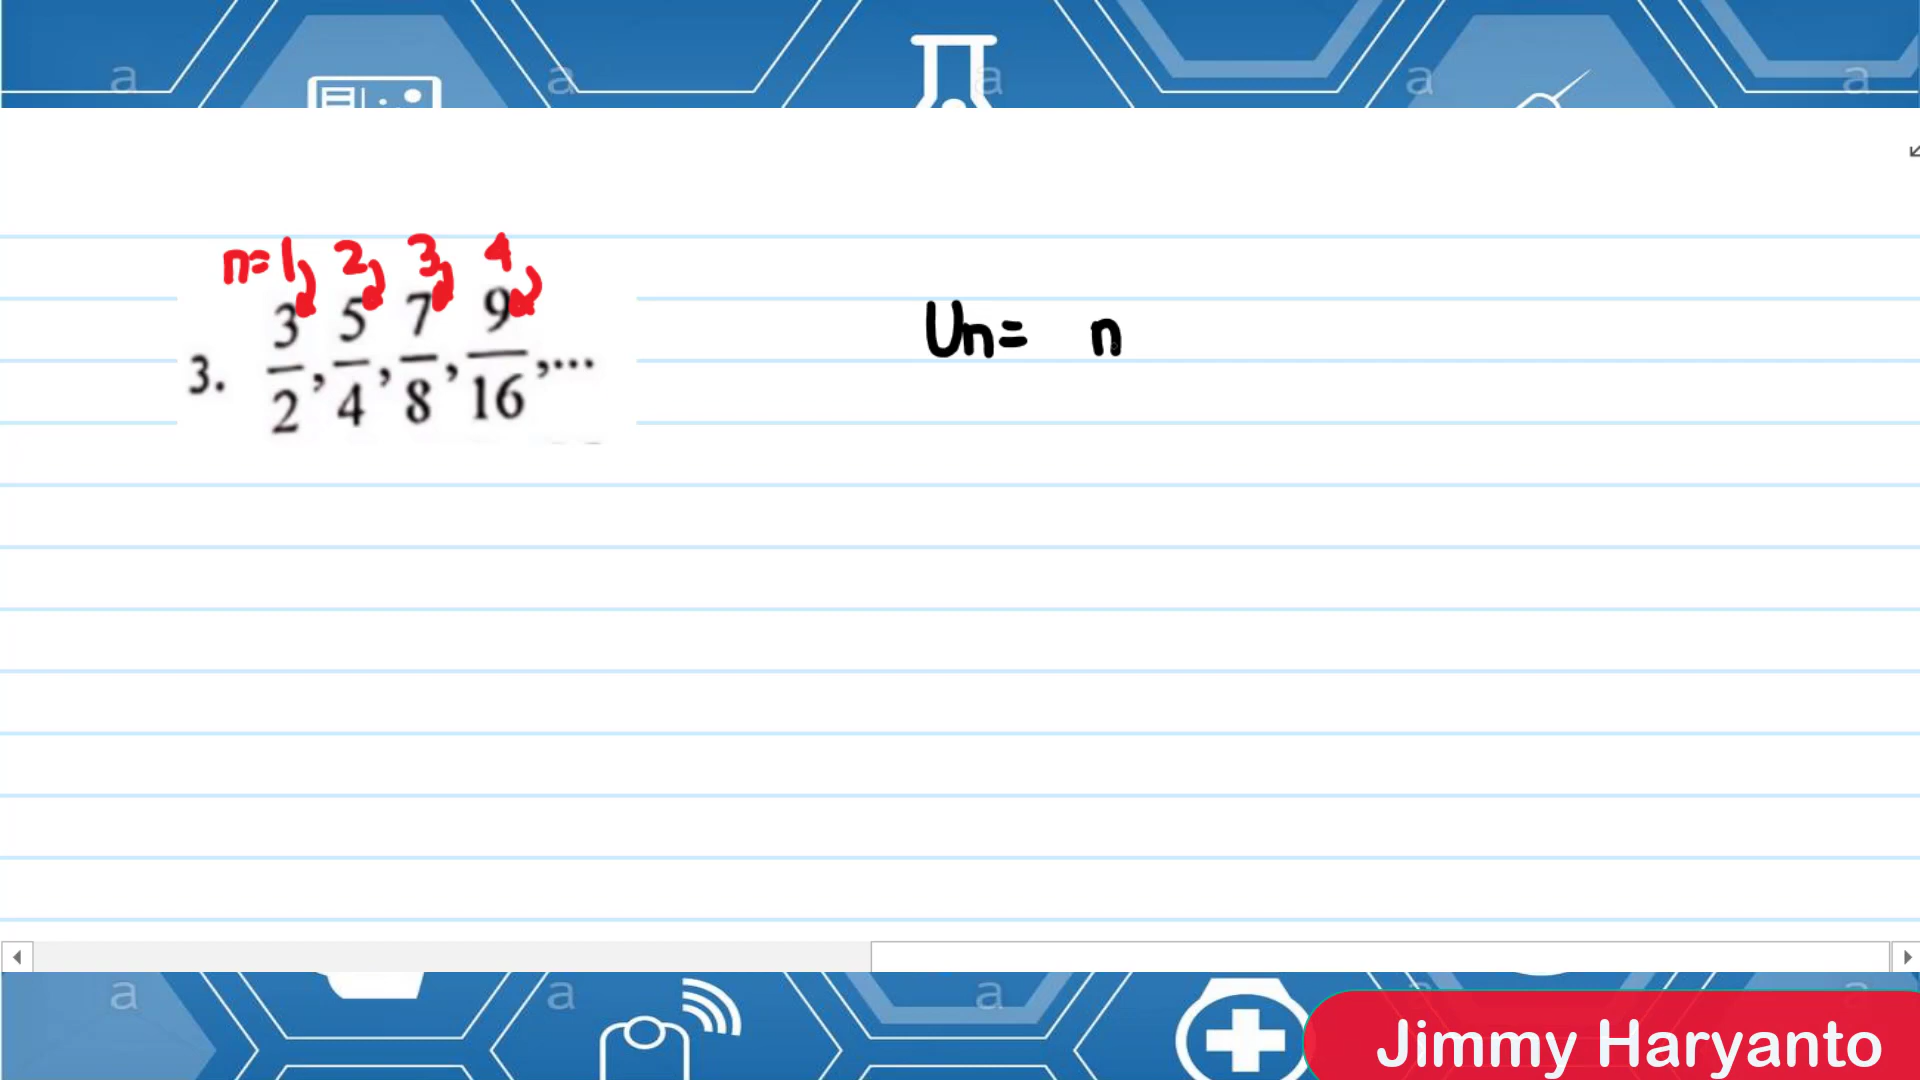 n=1 2 3 4
3. 3/2, 5/4, 7/8, 9/16, ...
Un= n
Jimmy Haryanto
a a a a a
a a a